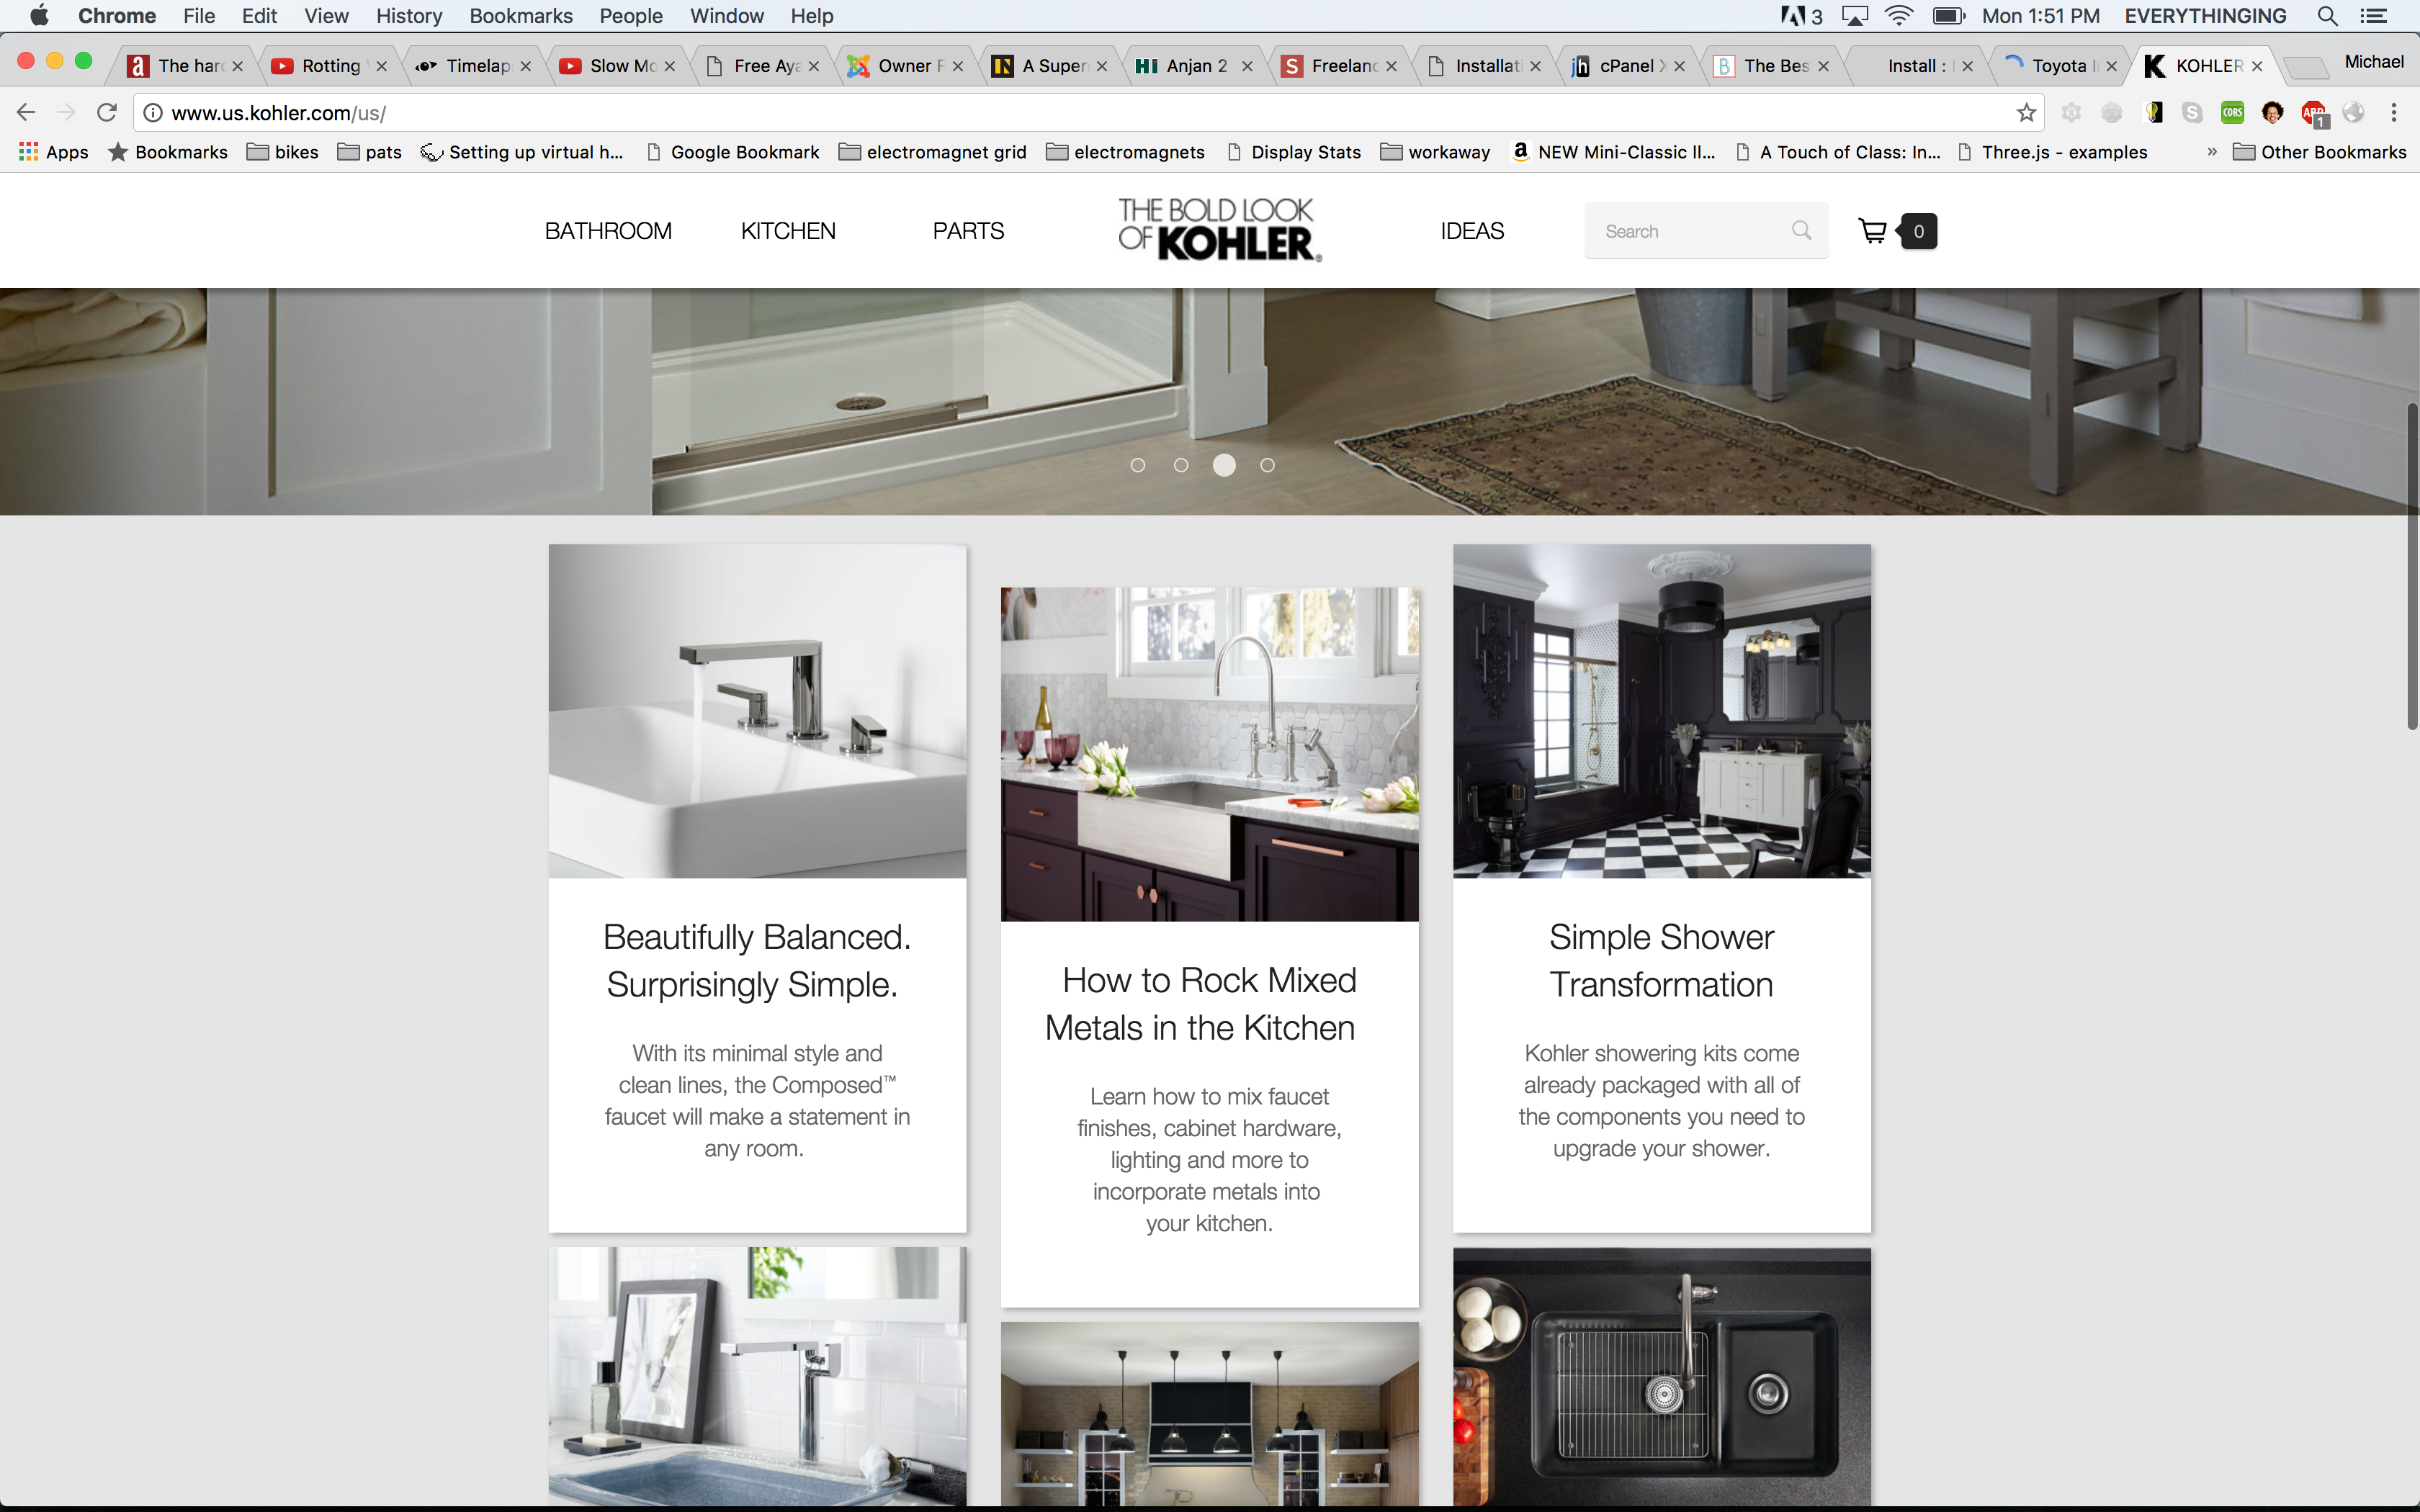 Chrome File Edit View History Bookmarks People Window Help 3 Mon 1:51 PM EVERYTHINGING
The har Rotting Timelap Slow Mo Free Aya Owner F A Super Anjan 2 Freelanc Installati cPanel X The Bes Install : Toyota I KOHLER Michael
www.us.kohler.com/us/ S CORS ABP 1
Apps Bookmarks bikes pats Setting up virtual h... Google Bookmark electromagnet grid electromagnets Display Stats workaway NEW Mini-Classic II... A Touch of Class: In... Three.js - examples » Other Bookmarks
BATHROOM KITCHEN PARTS
THE BOLD LOOK
OF KOHLER®
IDEAS Search 0
Beautifully Balanced.
Surprisingly Simple.
With its minimal style and
clean lines, the Composed™
faucet will make a statement in
any room.
How to Rock Mixed
Metals in the Kitchen
Learn how to mix faucet
finishes, cabinet hardware,
lighting and more to
incorporate metals into
your kitchen.
Simple Shower
Transformation
Kohler showering kits come
already packaged with all of
the components you need to
upgrade your shower.